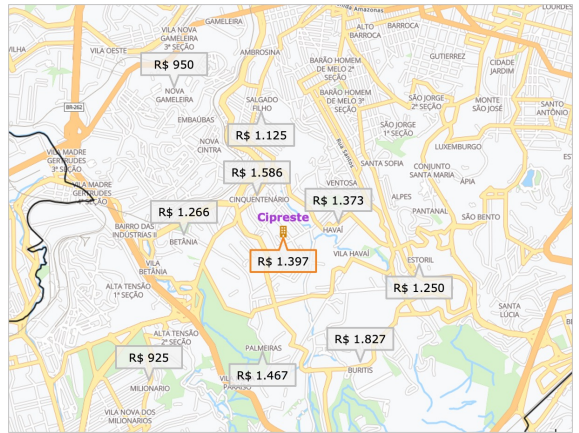 GAMELEIRA
Amazonas
LOURDES
VILA NOVA
GAMELEIRA
3ª SEÇÃO
ALTO
BARROCA
BARROCA
VILHA
VILA OESTE
AMBROSINA
GUTIERREZ
R$ 950
BARÃO HOMEM
DE MELO 2ª
SEÇÃO
CIDADE
JARDIM
NOVA
GAMELEIRA
BARÃO HOMEM
DE MELO 3ª
SEÇÃO
BR-262
SALGADO
FILHO
SÃO JORGE
2ª SEÇÃO
MONTE
SÃO JOSÉ
SANTO
ANTÔNIO
EMBAÚBAS
R$ 1.125
SÃO JORGE
1ª SEÇÃO
NOVA
CINTRA
LUXEMBURGO
VILA MADRE
GERTRUDES
3ª SEÇÃO
SANTA SOFIA
CONJUNTO
SANTA MARIA
R$ 1.586
VENTOSA
ÁPIA
VILA MADRE
GERTRUDES
4ª SEÇÃO
CINQUENTENÁRIO
R$ 1.373
ALPES
R$ 1.266
Cipreste
PANTANAL
SÃO BENTO
BAIRRO DAS
INDÚSTRIAS II
BETÂNIA
HAVAÍ
VILA HAVAÍ
R$ 1.397
ESTORIL
VILA
BETÂNIA
ALTA TENSÃO
1ª SEÇÃO
R$ 1.250
SANTA
LÚCIA
ALTA TENSÃO
2ª SEÇÃO
R$ 1.827
PALMEIRAS
R$ 925
BURITIS
R$ 1.467
MILIONARIO
VILA NOVA DOS
MILIONARIOS